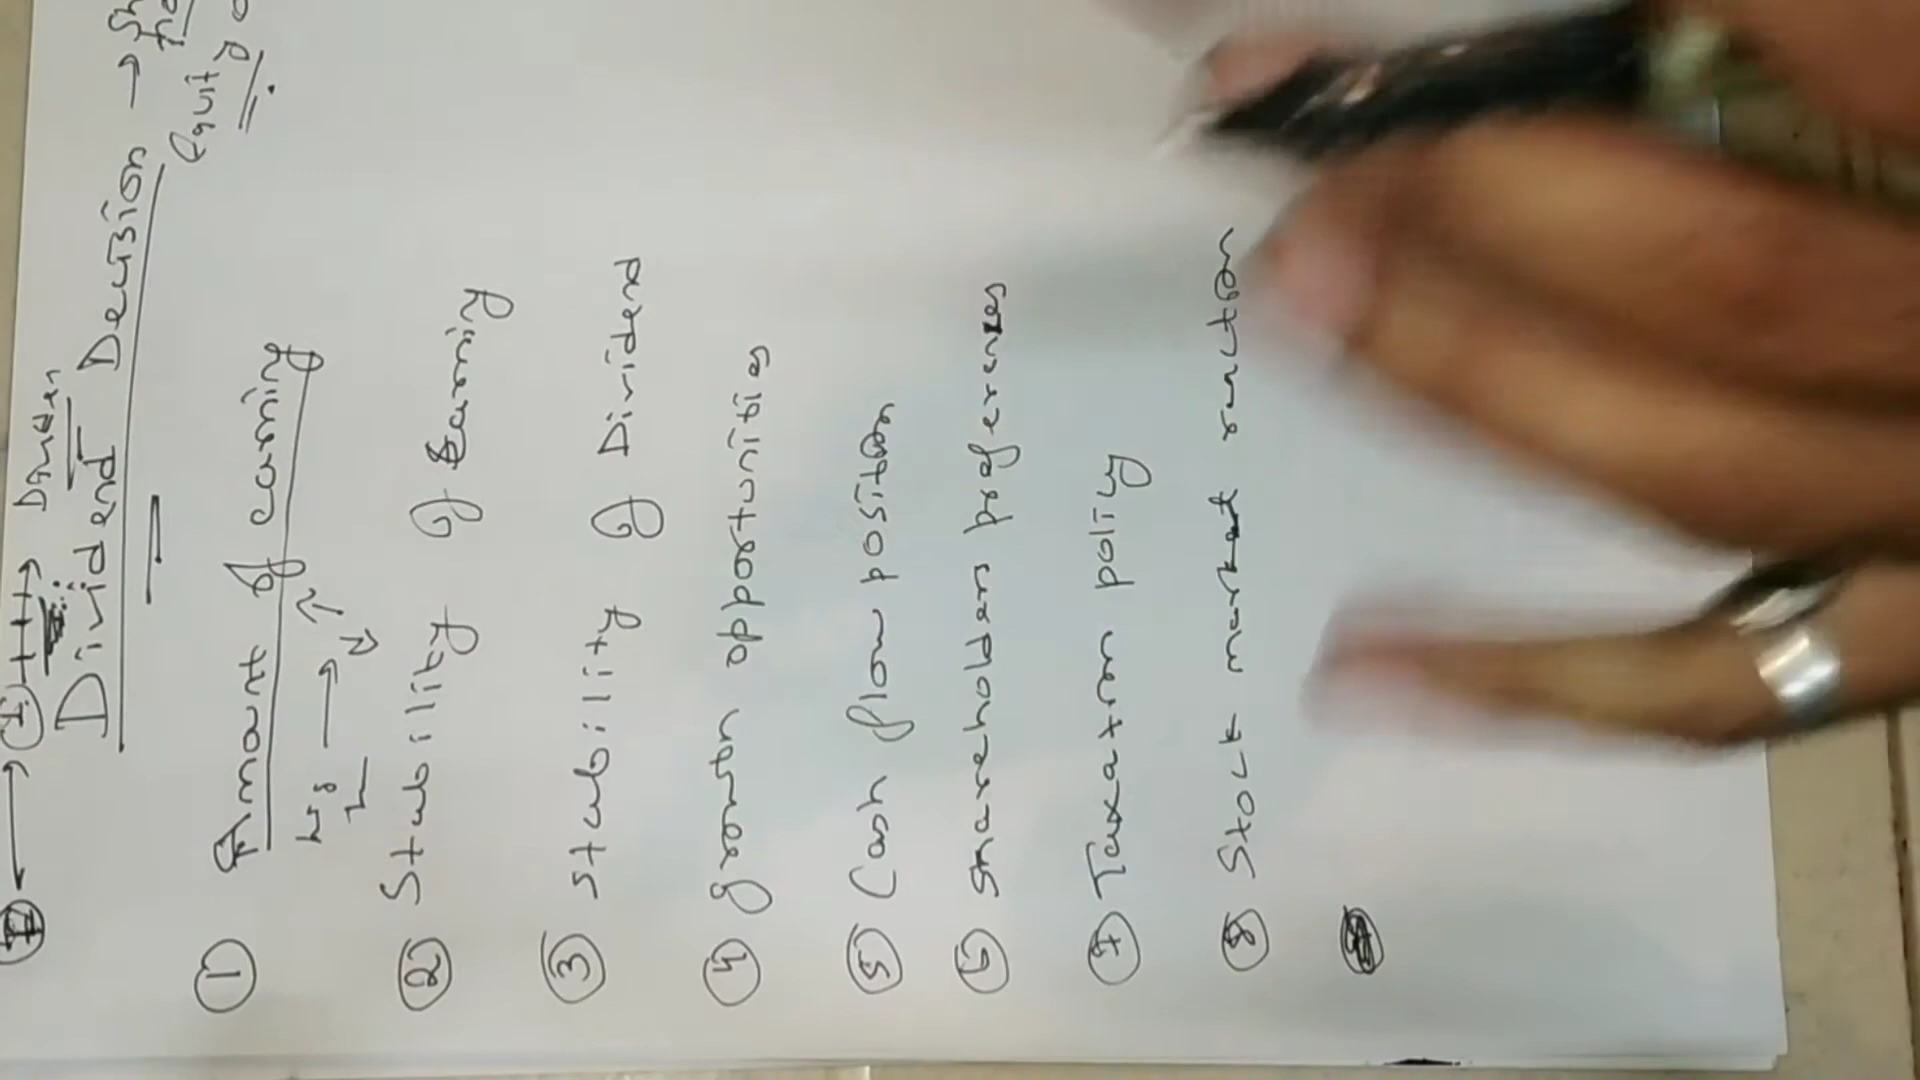 Dividend Decision →
equity
① Amount of earning
② Stability of Earning
③ Stability of Dividend
④ growth opportunities
⑤ Cash flow position
⑥ Shareholders preferences
⑦ Taxation policy
⑧ Stock market reaction